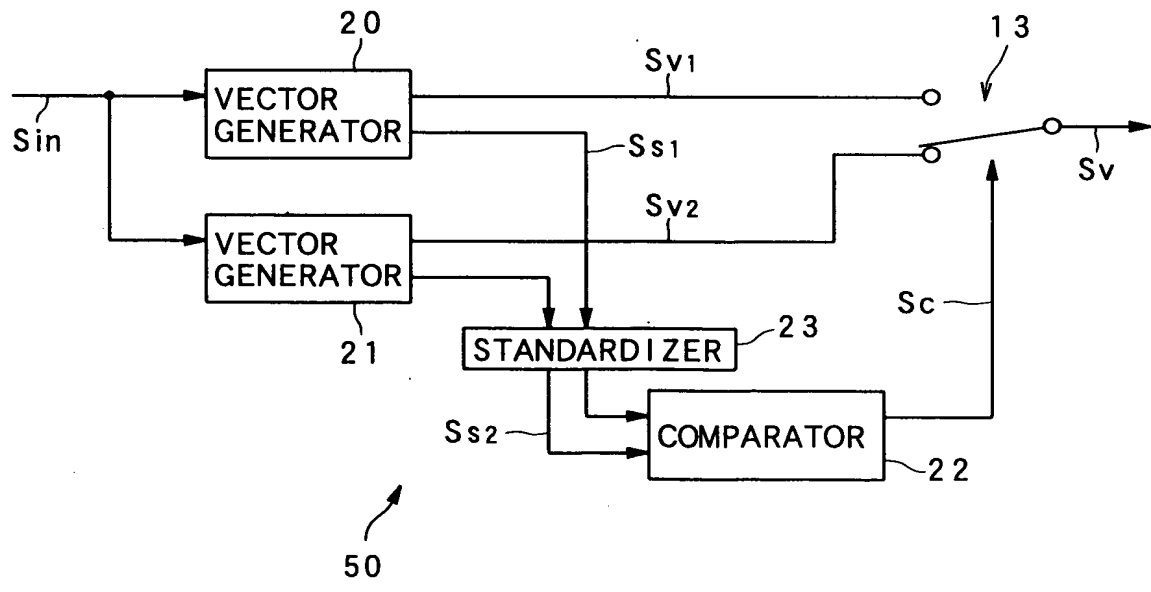 20
13
Sv1
VECTOR
GENERATOR
Sin
Ss1
Sv
Sv2
VECTOR
GENERATOR
Sc
21
23
STANDARDIZER
Ss2
COMPARATOR
22
50